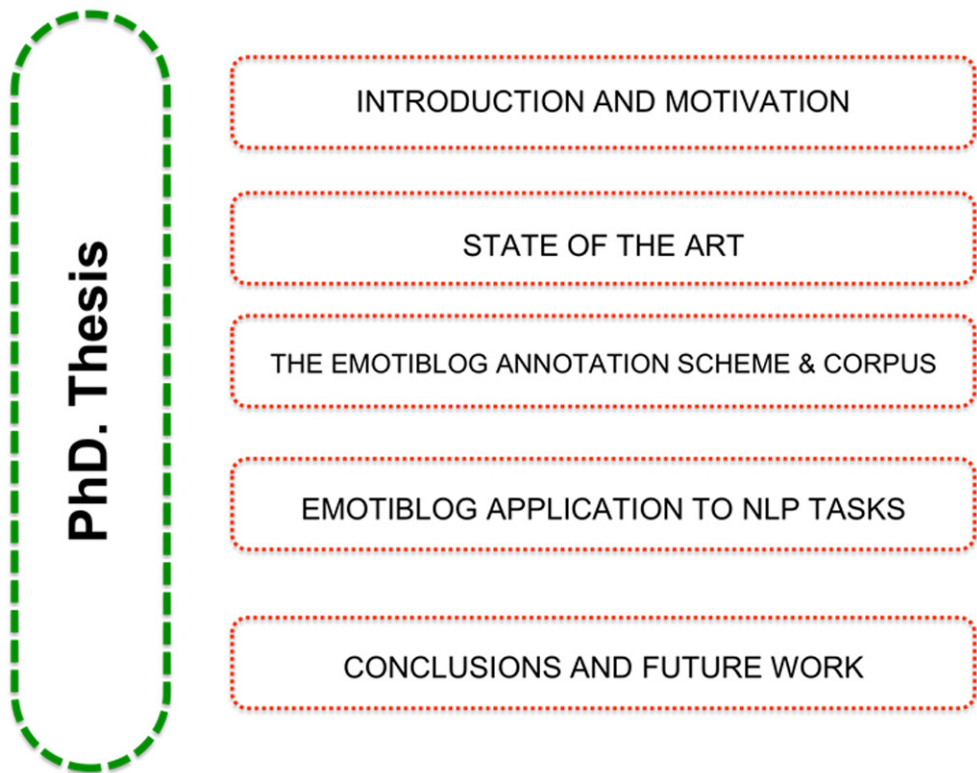 PhD. Thesis
INTRODUCTION AND MOTIVATION
STATE OF THE ART
THE EMOTIBLOG ANNOTATION SCHEME & CORPUS
EMOTIBLOG APPLICATION TO NLP TASKS
CONCLUSIONS AND FUTURE WORK